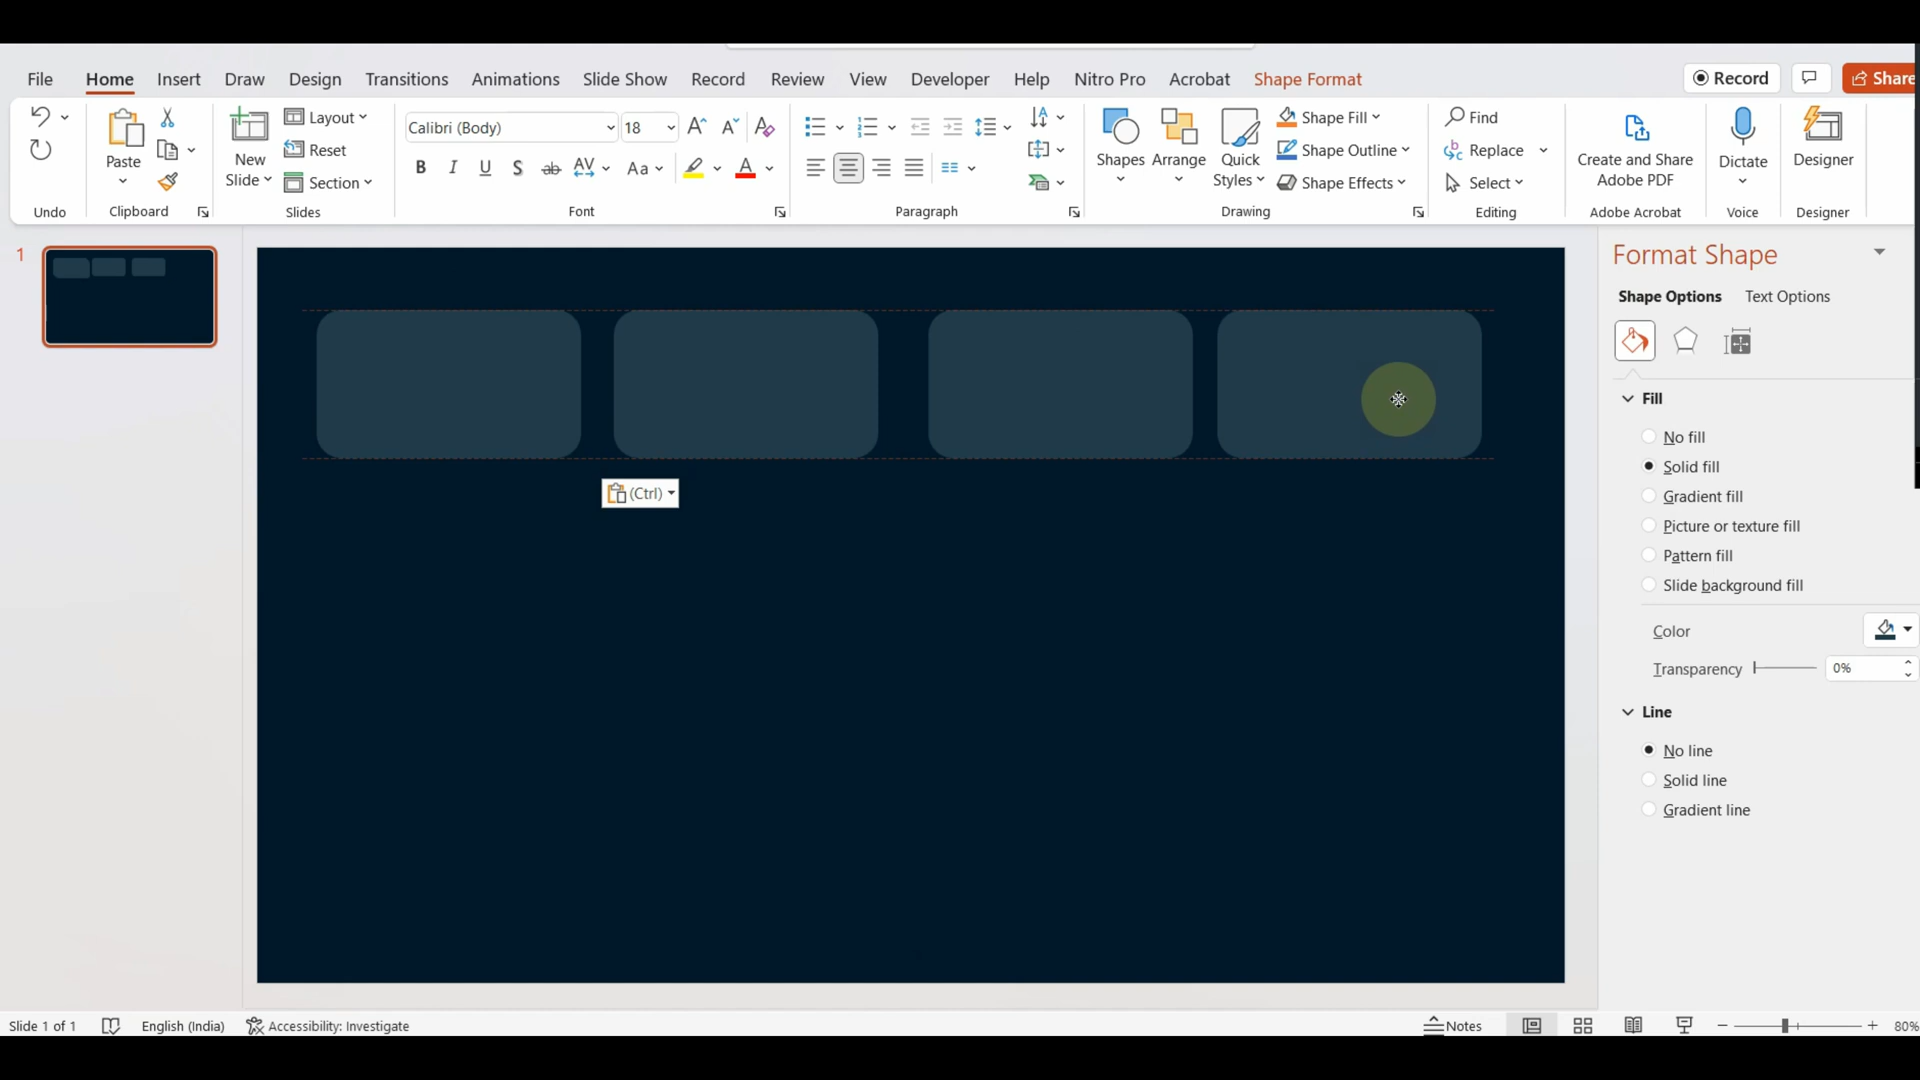 File Home Insert Draw Design Transitions Animations Slide Show Record Review View Developer Help Nitro Pro Acrobat Shape Format Record Share
Paste
New
Slide
Layout
Reset
Section
Calibri (Body) 18
B I U S ab AV Aa A
Shapes
Arrange
Quick
Styles
Shape Fill
Shape Outline
Shape Effects
Find
Replace
Select
Create and Share
Adobe PDF
Dictate
Designer
Undo Clipboard Slides Font Paragraph Drawing Editing Adobe Acrobat Voice Designer
1
(Ctrl)
Format Shape
Shape Options Text Options
Fill
No fill
Solid fill
Gradient fill
Picture or texture fill
Pattern fill
Slide background fill
Color
Transparency 0%
Line
No line
Solid line
Gradient line
Slide 1 of 1 English (India) Accessibility: Investigate Notes 80%